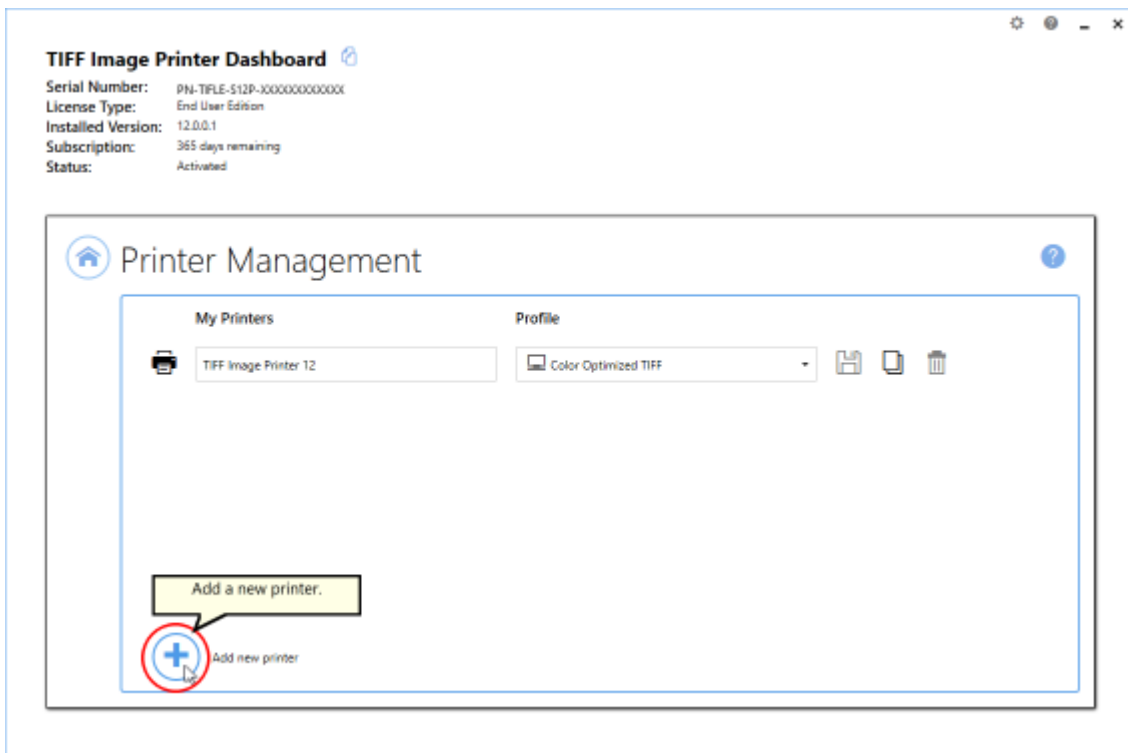 TIFF Image Printer Dashboard
Serial Number: PN-TIFLE-S12P-XXXXXXXXXXXX
License Type: End User Edition
Installed Version: 12.0.0.1
Subscription: 365 days remaining
Status: Activated
Printer Management
?
My Printers Profile
TIFF Image Printer 12 Color Optimized TIFF
Add a new printer.
Add new printer